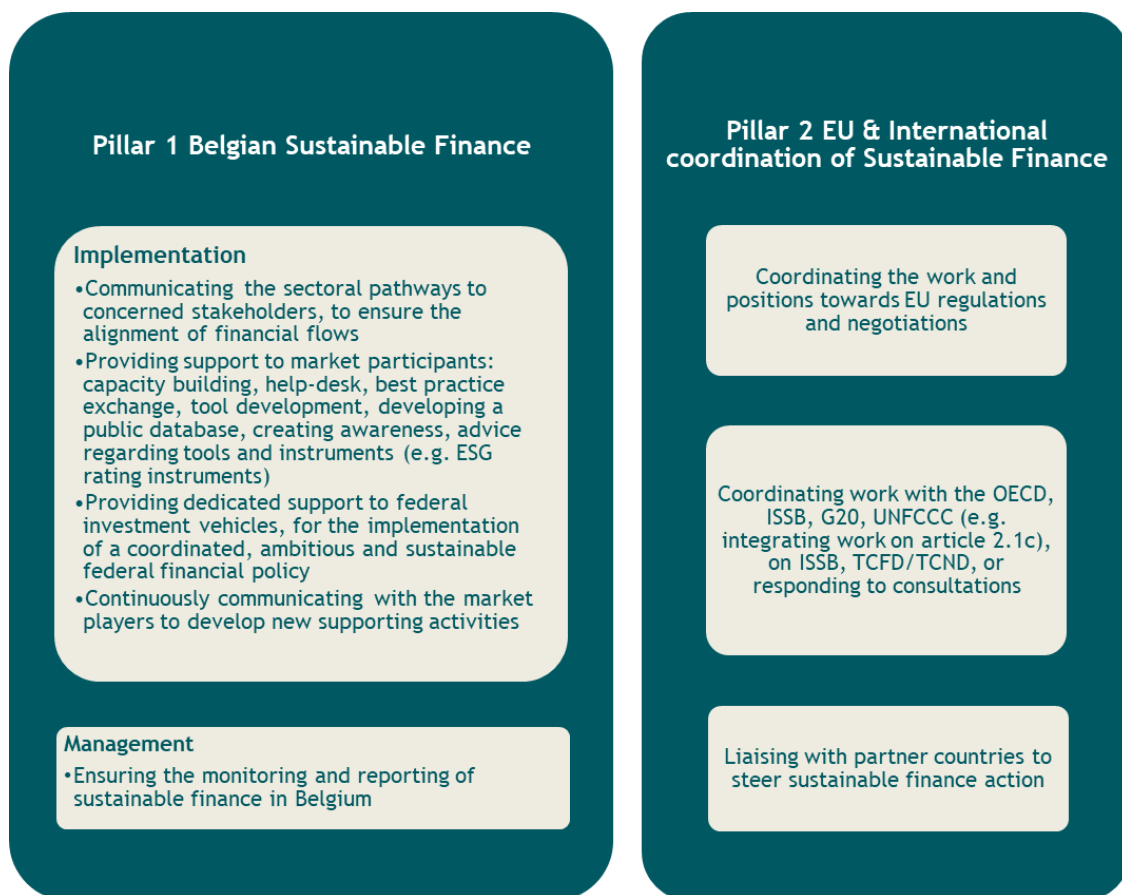 Pillar 1 Belgian Sustainable Finance
Implementation
•Communicating the sectoral pathways to
concerned stakeholders, to ensure the
alignment of financial flows
•Providing support to market participants:
capacity building, help-desk, best practice
exchange, tool development, developing a
public database, creating awareness, advice
regarding tools and instruments (e.g. ESG
rating instruments)
•Providing dedicated support to federal
investment vehicles, for the implementation
of a coordinated, ambitious and sustainable
federal financial policy
•Continuously communicating with the market
players to develop new supporting activities
Management
•Ensuring the monitoring and reporting of
sustainable finance in Belgium
Pillar 2 EU & International
coordination of Sustainable Finance
Coordinating the work and
positions towards EU regulations
and negotiations
Coordinating work with the OECD,
ISSB, G20, UNFCCC (e.g.
integrating work on article 2.1c),
on ISSB, TCFD/TCND, or
responding to consultations
Liaising with partner countries to
steer sustainable finance action